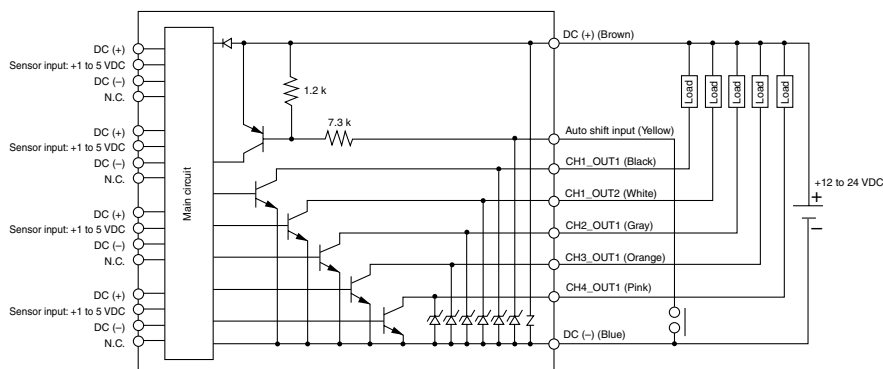 DC (+)
Sensor input: +1 to 5 VDC
DC (–)
N.C.
DC (+)
Sensor input: +1 to 5 VDC
DC (–)
N.C.
DC (+)
Sensor input: +1 to 5 VDC
DC (–)
N.C.
DC (+)
Sensor input: +1 to 5 VDC
DC (–)
N.C.
Main circuit
1.2 k
7.3 k
DC (+) (Brown)
Auto shift input (Yellow)
CH1_OUT1 (Black)
CH1_OUT2 (White)
CH2_OUT1 (Gray)
CH3_OUT1 (Orange)
CH4_OUT1 (Pink)
DC (–) (Blue)
Load
Load
Load
Load
Load
+12 to 24 VDC
+
–